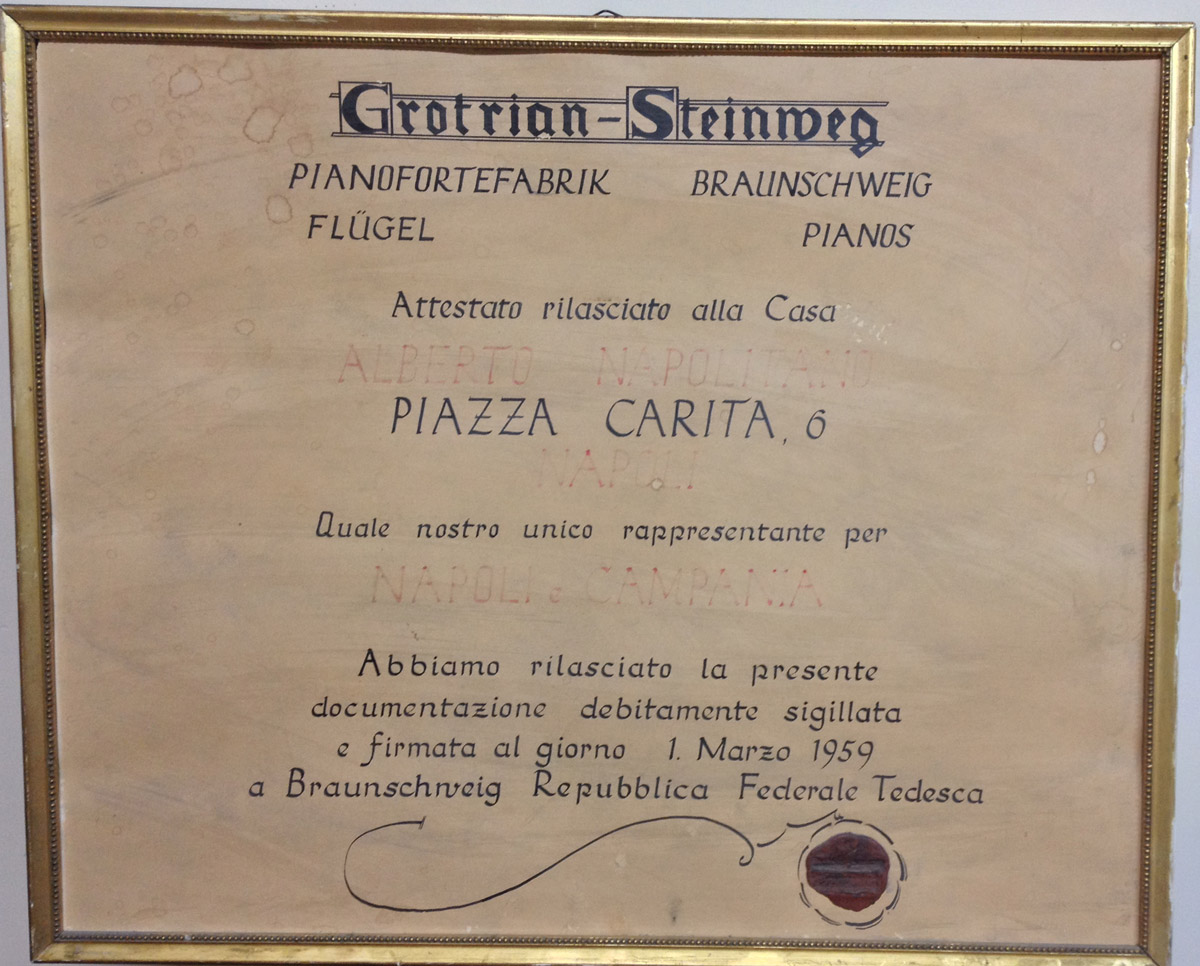 Grotrian-Steinweg
PIANOFORTEFABRIK BRAUNSCHWEIG
FLÜGEL PIANOS
Attestato rilasciato alla Casa
ALBERTO NAPOLITANO
PIAZZA CARITA, 6
NAPOLI
Quale nostro unico rappresentante per
NAPOLI e CAMPANIA
Abbiamo rilasciato la presente
documentazione debitamente sigillata
e firmata al giorno 1. Marzo 1959
a Braunschweig Repubblica Federale Tedesca